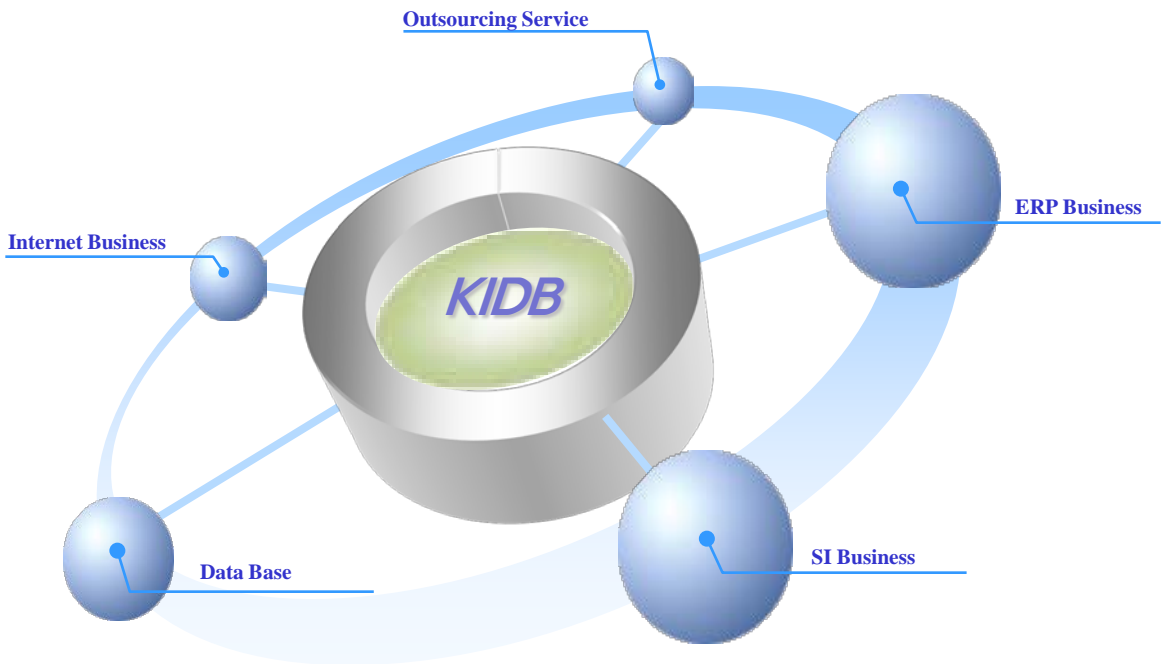 Outsourcing Service
ERP Business
Internet Business
KIDB
SI Business
Data Base